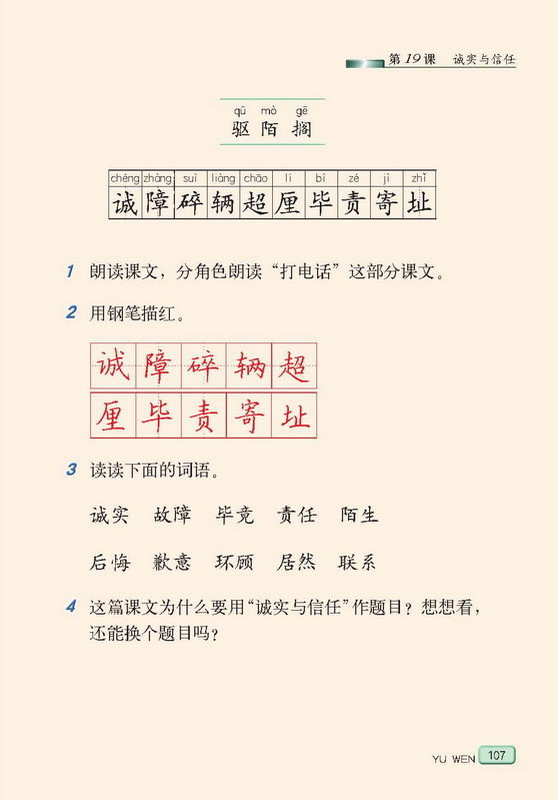 第19课 诚实与信任
qū mò gē
驱 陌 搁
chéng zhàng suì liàng chāo lí bì zé jì zhǐ
诚 障 碎 辆 超 厘 毕 责 寄 址
1 朗读课文，分角色朗读“打电话”这部分课文。
2 用钢笔描红。
诚 障 碎 辆 超
厘 毕 责 寄 址
3 读读下面的词语。
诚实 故障 毕竟 责任 陌生
后悔 歉意 环顾 居然 联系
4 这篇课文为什么要用“诚实与信任”作题目？想想看，
还能换个题目吗？
YU WEN 107